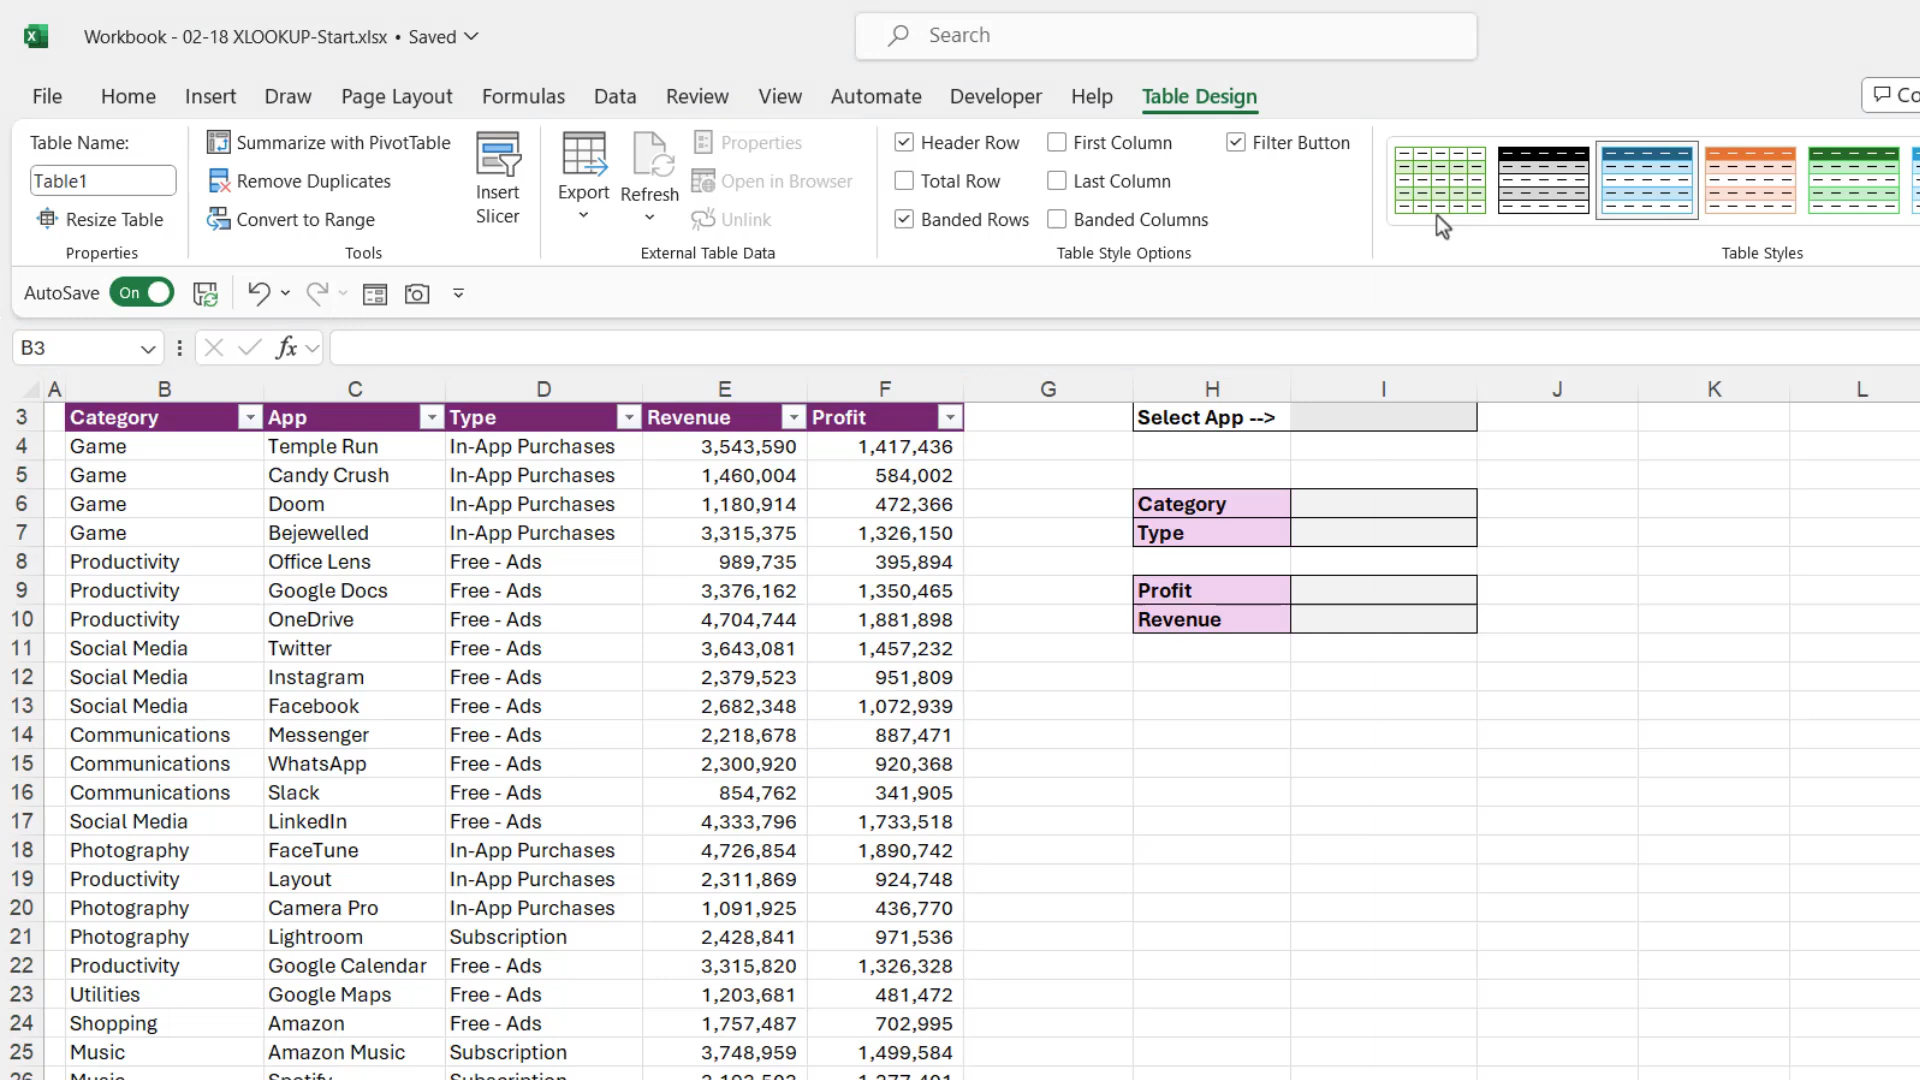 Workbook - 02-18 XLOOKUP-Start.xlsx • Saved
Search
File Home Insert Draw Page Layout Formulas Data Review View Automate Developer Help Table Design
Table Name:
Table1
Resize Table
Properties
Summarize with PivotTable
Remove Duplicates
Convert to Range
Tools
Insert
Slicer
Export
Refresh
Properties
Open in Browser
Unlink
External Table Data
Header Row First Column Filter Button
Total Row Last Column
Banded Rows Banded Columns
Table Style Options
Table Styles
AutoSave On
B3 fx
A B C D E F G H I J K L
3 Category App Type Revenue Profit Select App -->
4 Game Temple Run In-App Purchases 3,543,590 1,417,436
5 Game Candy Crush In-App Purchases 1,460,004 584,002
6 Game Doom In-App Purchases 1,180,914 472,366 Category
7 Game Bejewelled In-App Purchases 3,315,375 1,326,150 Type
8 Productivity Office Lens Free - Ads 989,735 395,894
9 Productivity Google Docs Free - Ads 3,376,162 1,350,465 Profit
10 Productivity OneDrive Free - Ads 4,704,744 1,881,898 Revenue
11 Social Media Twitter Free - Ads 3,643,081 1,457,232
12 Social Media Instagram Free - Ads 2,379,523 951,809
13 Social Media Facebook Free - Ads 2,682,348 1,072,939
14 Communications Messenger Free - Ads 2,218,678 887,471
15 Communications WhatsApp Free - Ads 2,300,920 920,368
16 Communications Slack Free - Ads 854,762 341,905
17 Social Media LinkedIn Free - Ads 4,333,796 1,733,518
18 Photography FaceTune In-App Purchases 4,726,854 1,890,742
19 Productivity Layout In-App Purchases 2,311,869 924,748
20 Photography Camera Pro In-App Purchases 1,091,925 436,770
21 Photography Lightroom Subscription 2,428,841 971,536
22 Productivity Google Calendar Free - Ads 3,315,820 1,326,328
23 Utilities Google Maps Free - Ads 1,203,681 481,472
24 Shopping Amazon Free - Ads 1,757,487 702,995
25 Music Amazon Music Subscription 3,748,959 1,499,584